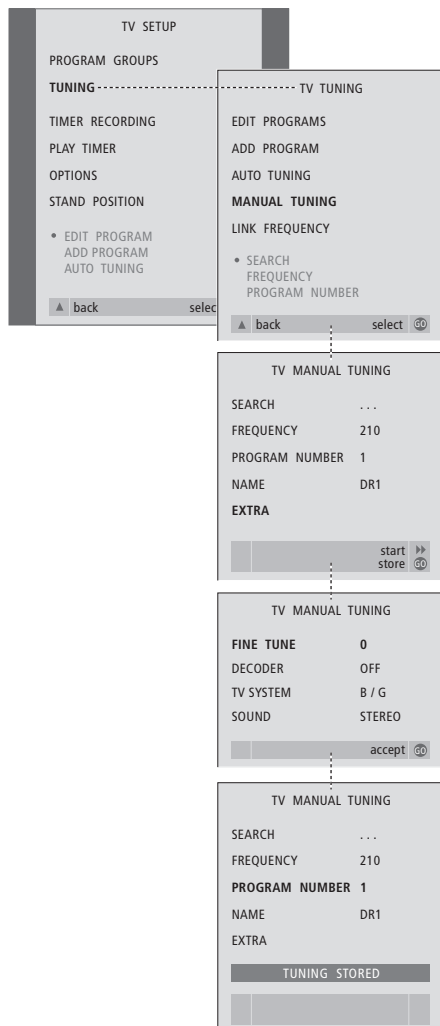 TV SETUP
PROGRAM GROUPS
TUNING
TIMER RECORDING
PLAY TIMER
OPTIONS
STAND POSITION
• EDIT PROGRAM
ADD PROGRAM
AUTO TUNING
▲ back selec
TV TUNING
EDIT PROGRAMS
ADD PROGRAM
AUTO TUNING
MANUAL TUNING
LINK FREQUENCY
• SEARCH
FREQUENCY
PROGRAM NUMBER
▲ back select GO
TV MANUAL TUNING
SEARCH . . .
FREQUENCY 210
PROGRAM NUMBER 1
NAME DR1
EXTRA
start
store GO
TV MANUAL TUNING
FINE TUNE 0
DECODER OFF
TV SYSTEM B / G
SOUND STEREO
accept GO
TV MANUAL TUNING
SEARCH . . .
FREQUENCY 210
PROGRAM NUMBER 1
NAME DR1
EXTRA
TUNING STORED